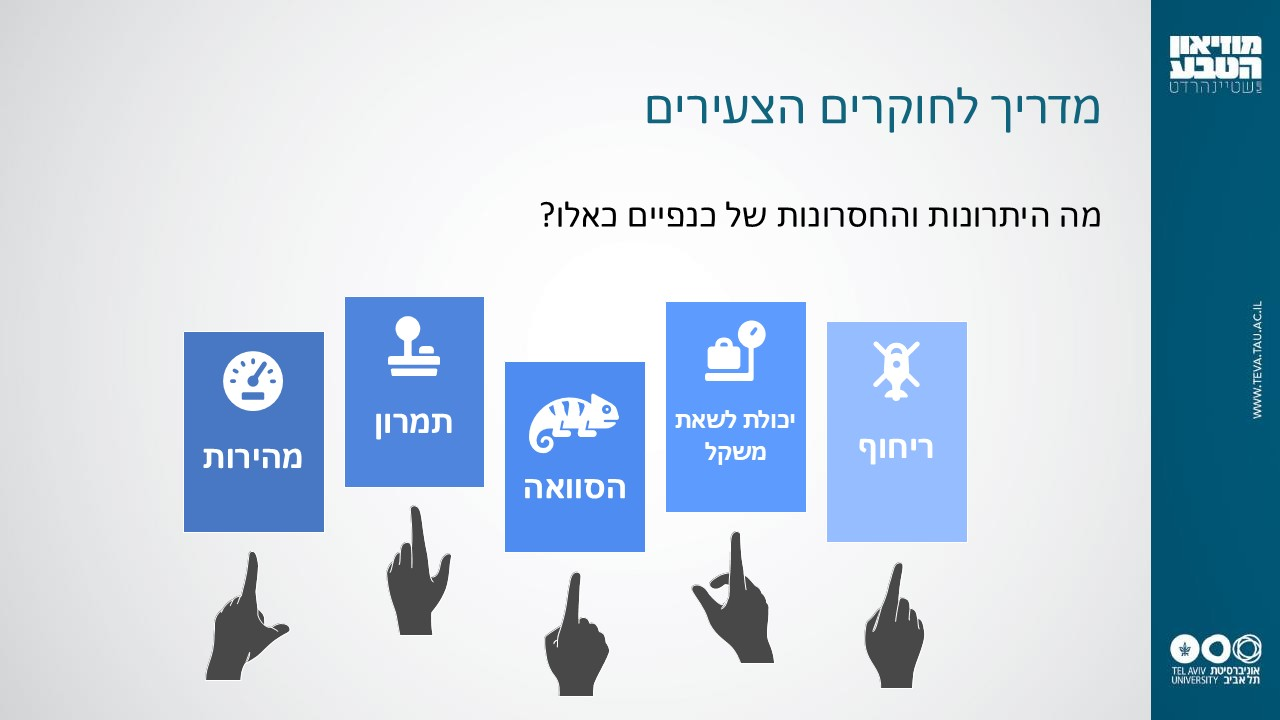 מדריך לחוקרים הצעירים
מה היתרונות והחסרונות של כנפיים כאלו?
ריחוף
יכולת לשאת
משקל
הסוואה
תמרון
מהירות
מוזיאון
הטבע
שטיינהרדט
WWW.TEVA.TAU.AC.IL
אוניברסיטת TEL AVIV
תל אביב UNIVERSITY